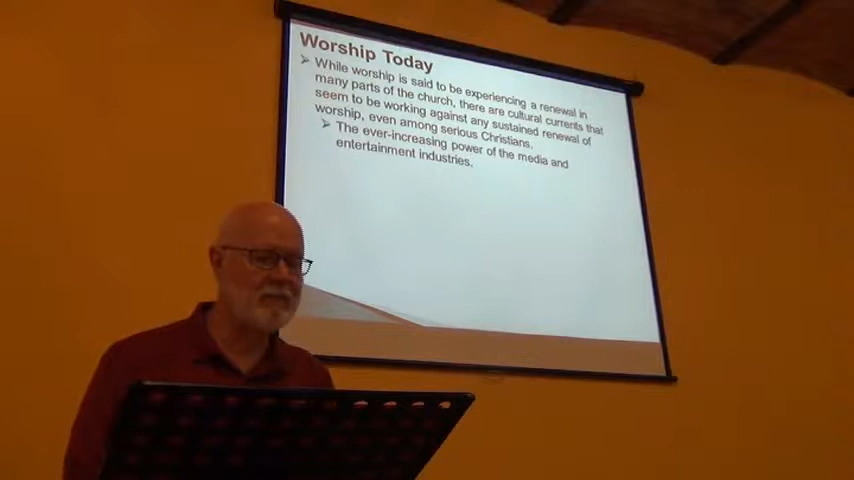 Worship Today
➢ While worship is said to be experiencing a renewal in
many parts of the church, there are cultural currents that
seem to be working against any sustained renewal of
worship, even among serious Christians.
➢ The ever-increasing power of the media and
entertainment industries.